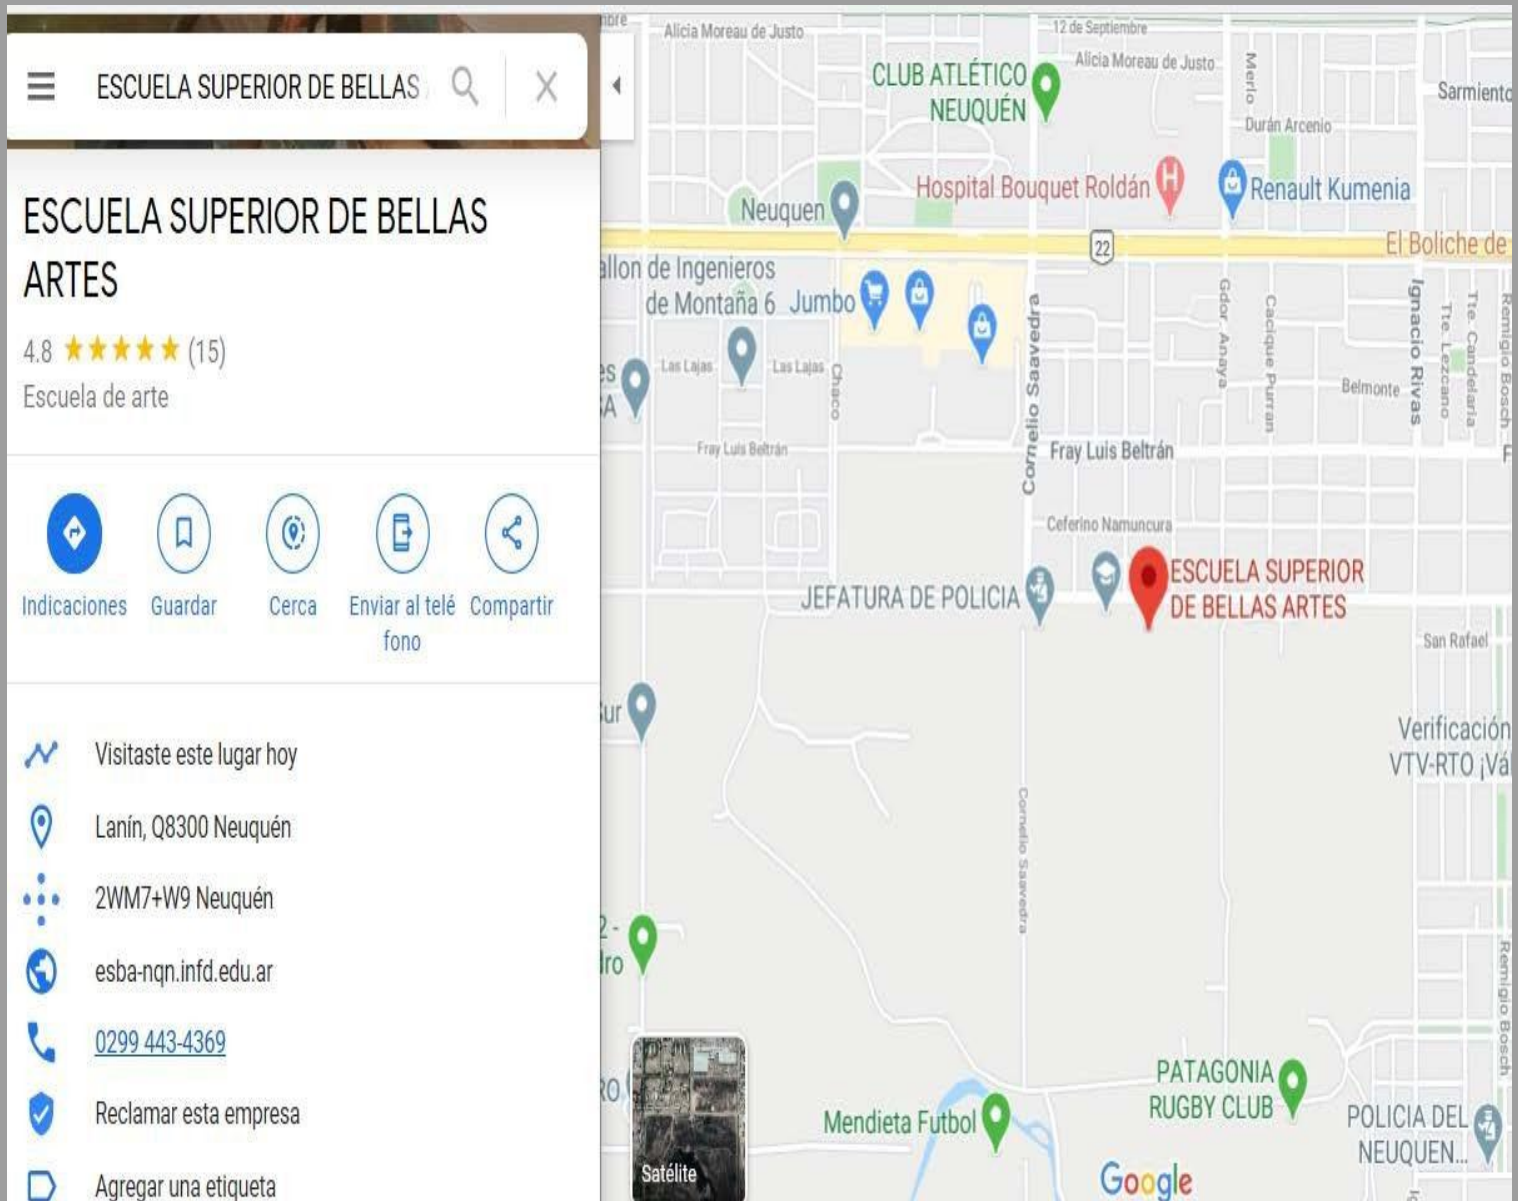 ESCUELA SUPERIOR DE BELLAS
ESCUELA SUPERIOR DE BELLAS
ARTES
4.8
(15)
Escuela de arte
Indicaciones
Guardar
Cerca
Enviar al telé
fono
Compartir
Visitaste este lugar hoy
Lanín, Q8300 Neuquén
2WM7+W9 Neuquén
esba-nqn.infd.edu.ar
0299 443-4369
Reclamar esta empresa
Agregar una etiqueta
Alicia Moreau de Justo
12 de Septiembre
Alicia Moreau de Justo
CLUB ATLÉTICO
NEUQUÉN
Merlo
Sarmiento
Durán Arcenio
Hospital Bouquet Roldán
H
Renault Kumenia
Neuquen
22
El Boliche de
allon de Ingenieros
de Montaña 6
Jumbo
Las Lajas
Las Lajas
Chaco
Cornelio Saavedra
Gdor. Anaya
Cacique Purran
Ignacio Rivas
Tte. Lezcano
Tte. Candelaria
Remigio Bosch
Belmonte
Fray Luis Beltrán
Fray Luis Beltrán
Ceferino Namuncura
JEFATURA DE POLICIA
ESCUELA SUPERIOR
DE BELLAS ARTES
San Rafael
Verificación
VTV-RTO ¡Vál
Cornelio Saavedra
Remigio Bosch
PATAGONIA
RUGBY CLUB
Mendieta Futbol
POLICIA DEL
NEUQUEN...
Satélite
Google